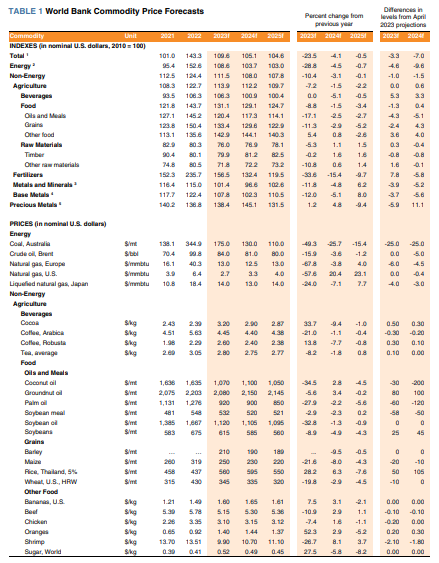 TABLE 1 World Bank Commodity Price Forecasts
Percent change from previous year
Differences in levels from April 2023 projections
Commodity Unit 2021 2022 2023f 2024f 2025f 2023f 2024f 2025f 2023f 2024f
INDEXES (in nominal U.S. dollars, 2010 = 100)
Total ¹ 101.0 143.3 109.6 105.1 104.6 -23.5 -4.1 -0.5 -3.3 -7.0
Energy ² 95.4 152.6 108.6 103.7 103.0 -28.8 -4.5 -0.7 -4.6 -9.6
Non-Energy 112.5 124.4 111.5 108.0 107.8 -10.4 -3.1 -0.1 -1.0 -1.5
Agriculture 108.3 122.7 113.9 112.2 109.7 -7.2 -1.5 -2.2 0.0 0.6
Beverages 93.5 106.3 106.3 100.9 100.4 0.0 -5.1 -0.5 5.3 3.3
Food 121.8 143.7 131.1 129.1 124.7 -8.8 -1.5 -3.4 -1.3 0.4
Oils and Meals 127.1 145.2 120.4 117.3 114.1 -17.1 -2.5 -2.7 -4.3 -5.1
Grains 123.8 150.4 133.4 129.6 122.9 -11.3 -2.9 -5.2 -2.4 4.3
Other food 113.1 135.6 142.9 144.1 140.3 5.4 0.8 -2.6 3.6 4.0
Raw Materials 82.9 80.3 76.0 76.9 78.1 -5.3 1.1 1.5 0.3 -0.4
Timber 90.4 80.1 79.9 81.2 82.5 -0.2 1.6 1.6 -0.8 -0.8
Other raw materials 74.8 80.5 71.8 72.2 73.2 -10.8 0.6 1.4 1.6 -0.1
Fertilizers 152.3 235.7 156.5 132.4 119.5 -33.6 -15.4 -9.7 7.8 -5.8
Metals and Minerals ³ 116.4 115.0 101.4 96.6 102.6 -11.8 -4.8 6.2 -3.9 -5.2
Base Metals ⁴ 117.7 122.4 107.8 102.3 110.5 -12.0 -5.1 8.0 -3.7 -5.6
Precious Metals ⁵ 140.2 136.8 138.4 145.1 131.5 1.2 4.8 -9.4 -5.9 11.1
PRICES (in nominal U.S. dollars)
Energy
Coal, Australia $/mt 138.1 344.9 175.0 130.0 110.0 -49.3 -25.7 -15.4 -25.0 -25.0
Crude oil, Brent $/bbl 70.4 99.8 84.0 81.0 80.0 -15.9 -3.6 -1.2 0.0 -5.0
Natural gas, Europe $/mmbtu 16.1 40.3 13.0 12.5 13.0 -67.8 -3.8 4.0 -6.0 -4.5
Natural gas, U.S. $/mmbtu 3.9 6.4 2.7 3.3 4.0 -57.6 20.4 23.1 0.0 -0.4
Liquefied natural gas, Japan $/mmbtu 10.8 18.4 14.0 13.0 14.0 -24.0 -7.1 7.7 -4.0 -3.0
Non-Energy
Agriculture
Beverages
Cocoa $/kg 2.43 2.39 3.20 2.90 2.87 33.7 -9.4 -1.0 0.50 0.30
Coffee, Arabica $/kg 4.51 5.63 4.45 4.40 4.38 -21.0 -1.1 -0.4 -0.30 -0.20
Coffee, Robusta $/kg 1.98 2.29 2.60 2.40 2.38 13.8 -7.7 -0.8 0.30 0.10
Tea, average $/kg 2.69 3.05 2.80 2.75 2.77 -8.2 -1.8 0.8 0.10 0.00
Food
Oils and Meals
Coconut oil $/mt 1,636 1,635 1,070 1,100 1,050 -34.5 2.8 -4.5 -30 -200
Groundnut oil $/mt 2,075 2,203 2,080 2,150 2,145 -5.6 3.4 -0.2 80 100
Palm oil $/mt 1,131 1,276 920 900 850 -27.9 -2.2 -5.6 -60 -120
Soybean meal $/mt 481 548 532 520 521 -2.9 -2.3 0.2 -58 -50
Soybean oil $/mt 1,385 1,667 1,120 1,105 1,095 -32.8 -1.3 -0.9 0 0
Soybeans $/mt 583 675 615 585 560 -8.9 -4.9 -4.3 25 45
Grains
Barley $/mt ... ... 210 190 189 ... -9.5 -0.5 ... ...
Maize $/mt 260 319 250 230 220 -21.6 -8.0 -4.3 -20 -10
Rice, Thailand, 5% $/mt 458 437 560 595 550 28.2 6.3 -7.6 50 105
Wheat, U.S., HRW $/mt 315 430 345 335 320 -19.8 -2.9 -4.5 -10 0
Other Food
Bananas, U.S. $/kg 1.21 1.49 1.60 1.65 1.61 7.5 3.1 -2.1 0.00 0.00
Beef $/kg 5.39 5.78 5.15 5.30 5.36 -10.9 2.9 1.1 -0.10 -0.10
Chicken $/kg 2.26 3.35 3.10 3.15 3.12 -7.4 1.6 -1.1 -0.20 0.00
Oranges $/kg 0.65 0.92 1.40 1.44 1.37 52.3 2.9 -5.2 0.20 0.30
Shrimp $/kg 13.70 13.51 9.90 10.70 11.10 -26.7 8.1 3.7 -2.10 -1.80
Sugar, World $/kg 0.39 0.41 0.52 0.49 0.45 27.5 -5.8 -8.2 0.00 0.00